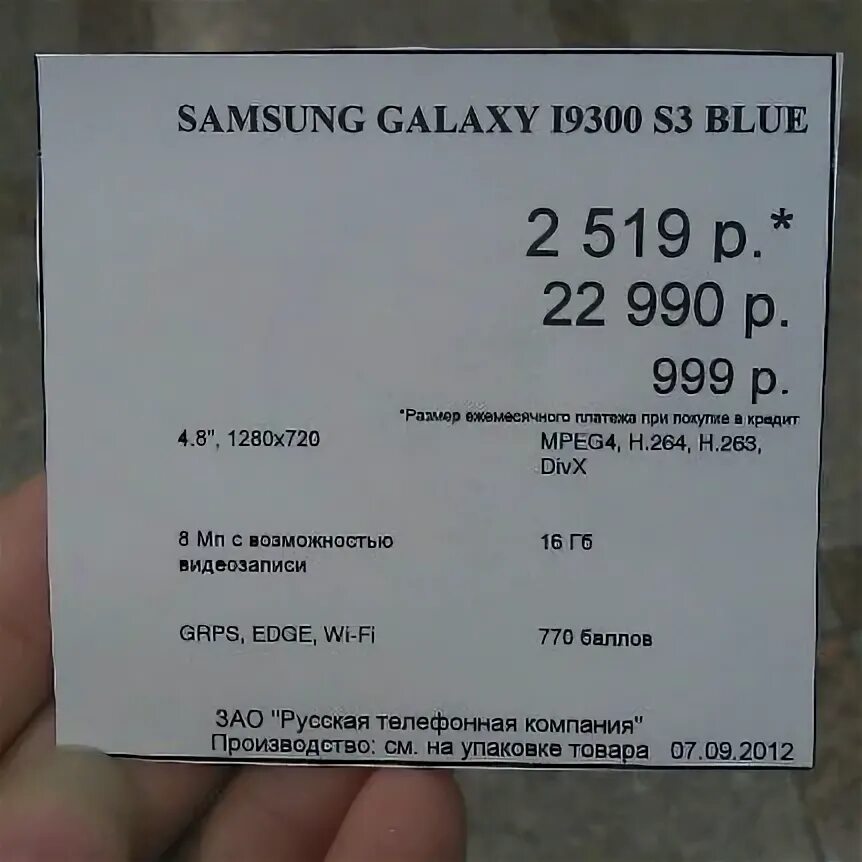 SAMSUNG GALAXY I9300 S3 BLUE
2 519 р.*
22 990 р.
999 р.
*Размер ежемесячного платежа при покупке в кредит
4.8", 1280x720
MPEG4, H.264, H.263,
DivX
8 Мп с возможностью
видеозаписи
16 Гб
GRPS, EDGE, Wi-Fi
770 баллов
ЗАО "Русская телефонная компания"
Производство: см. на упаковке товара 07.09.2012